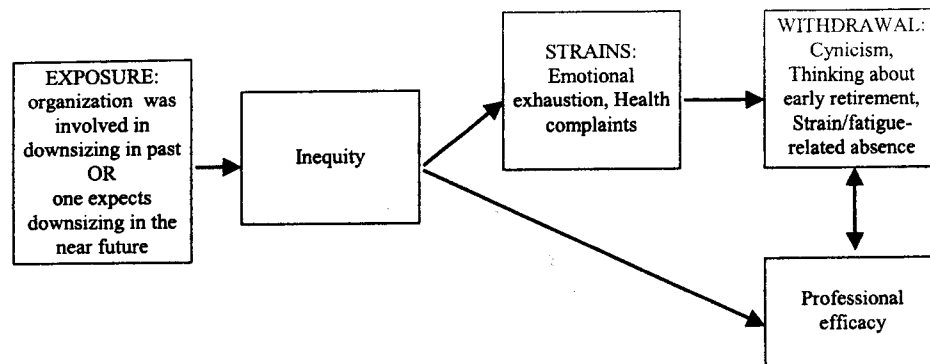 EXPOSURE:
organization was
involved in
downsizing in past
OR
one expects
downsizing in the
near future
Inequity
STRAINS:
Emotional
exhaustion, Health
complaints
WITHDRAWAL:
Cynicism,
Thinking about
early retirement,
Strain/fatigue-
related absence
Professional
efficacy